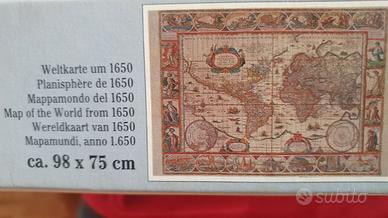 Weltkarte um 1650
Planisphère de 1650
Mappamondo del 1650
Map of the World from 1650
Wereldkaart van 1650
Mapamundi, anno 1.650
ca. 98 x 75 cm
subito